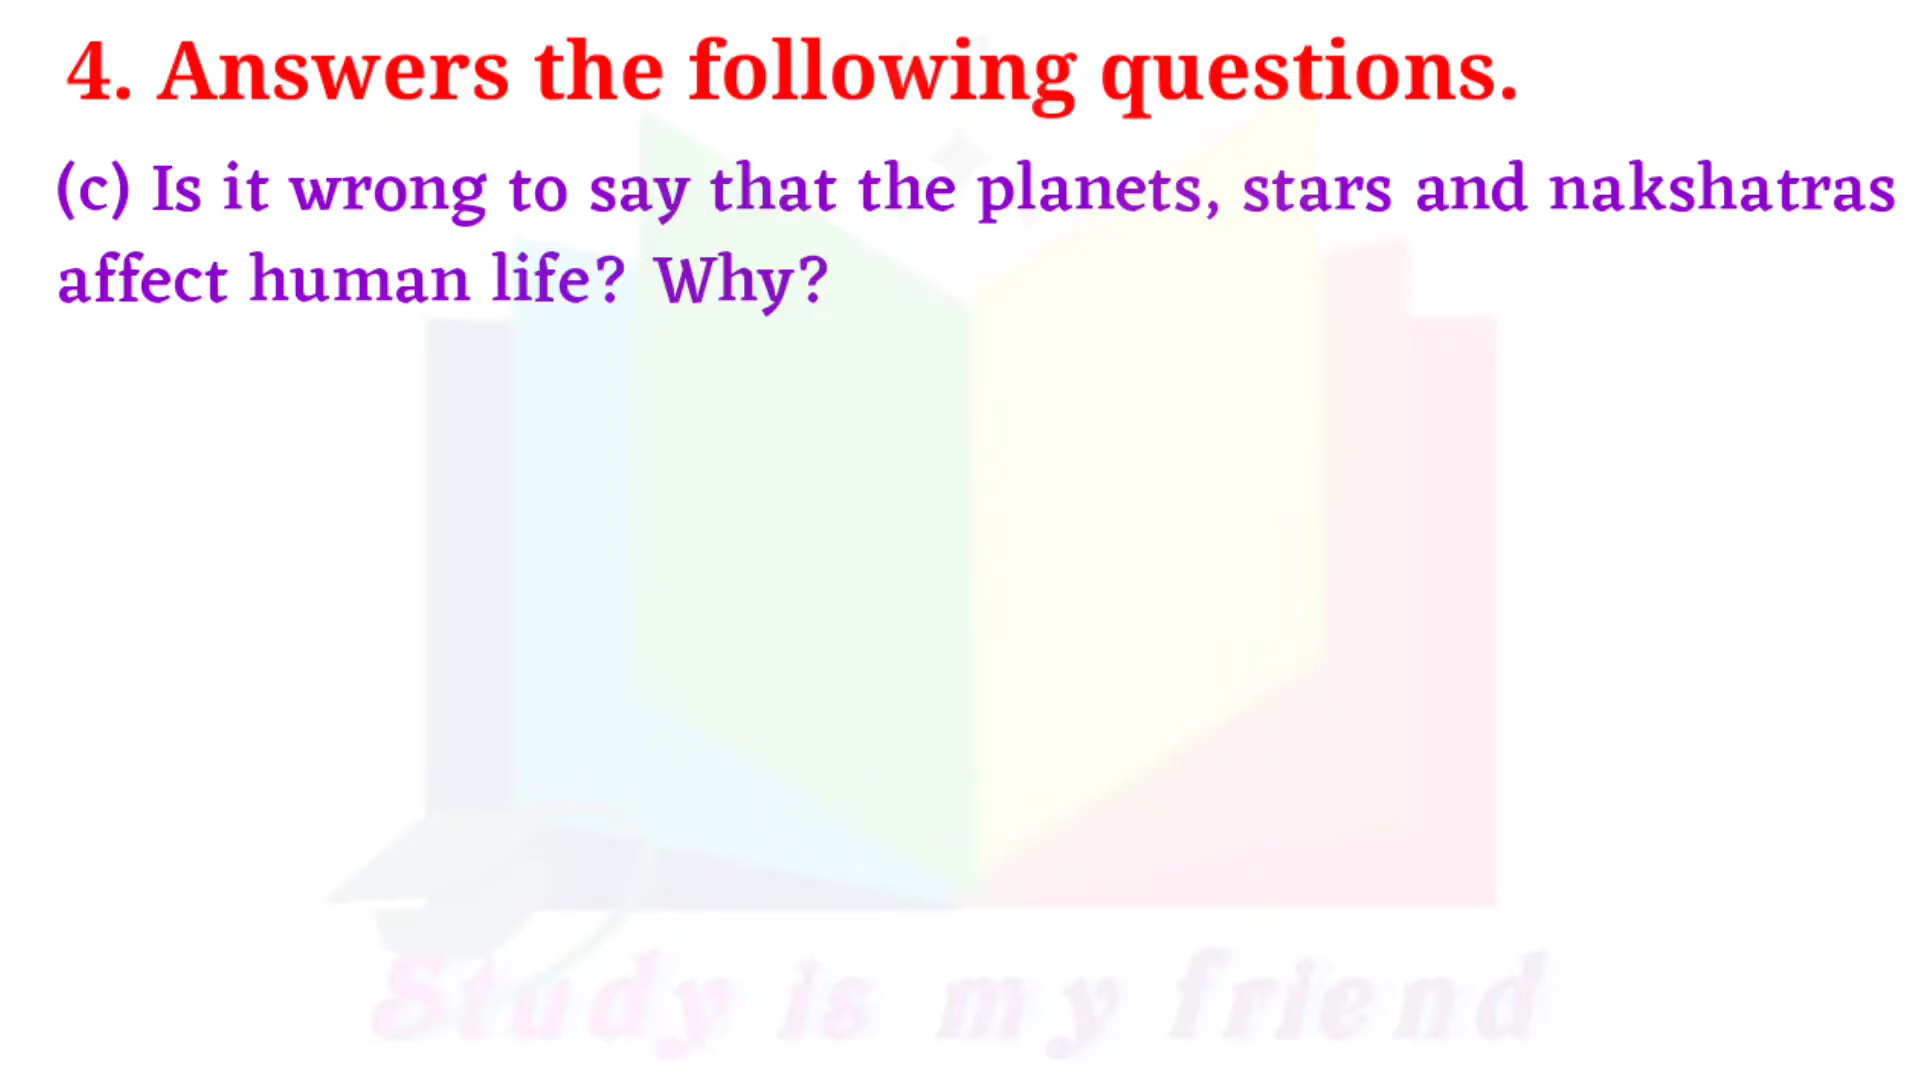 4. Answers the following questions.
(c) Is it wrong to say that the planets, stars and nakshatras
affect human life? Why?
Study is my friend